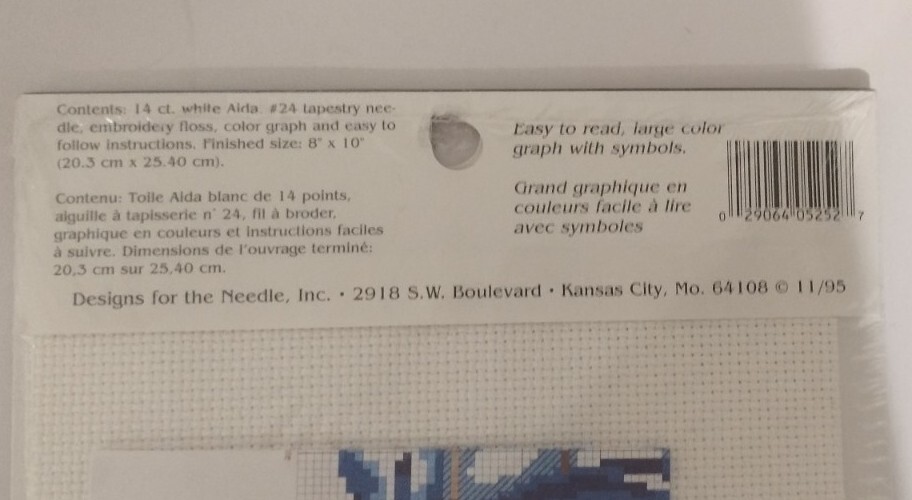 Contents: 14 ct. white Aida. #24 tapestry nee-
dle, embroidery floss, color graph and easy to
follow instructions. Finished size: 8" x 10"
(20.3 cm x 25.40 cm).
Contenu: Toile Aida blanc de 14 points,
aiguille à tapisserie n° 24, fil à broder,
graphique en couleurs et instructions faciles
à suivre. Dimensions de l'ouvrage terminé:
20,3 cm sur 25,40 cm.
Easy to read, large color
graph with symbols.
Grand graphique en
couleurs facile à lire
avec symboles
0 29064 05252 7
Designs for the Needle, Inc. • 2918 S.W. Boulevard • Kansas City, Mo. 64108 © 11/95